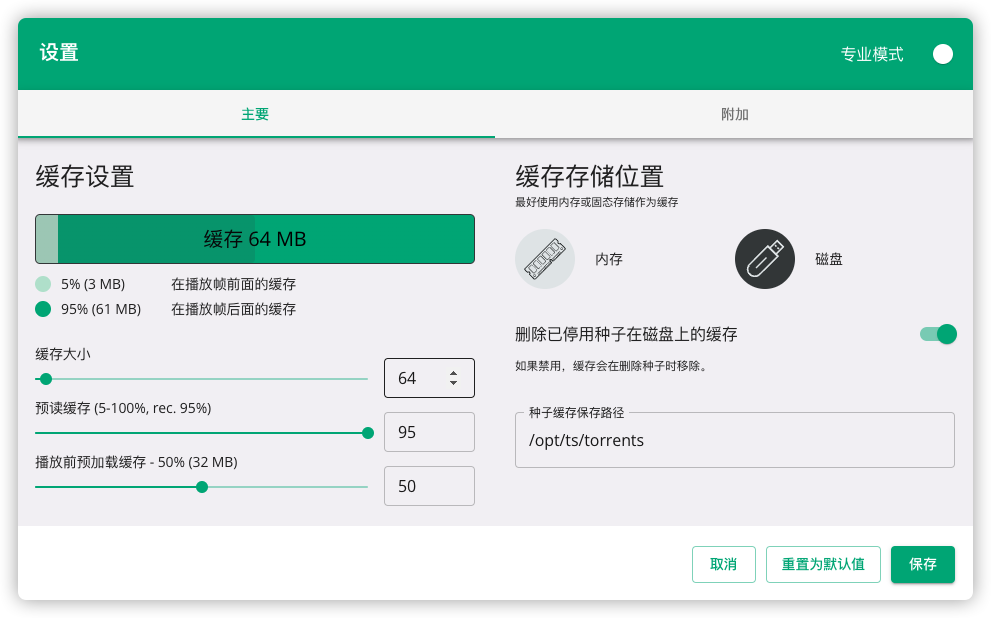 设置
专业模式
主要
附加
缓存设置
缓存 64 MB
5% (3 MB) 在播放帧前面的缓存
95% (61 MB) 在播放帧后面的缓存
缓存大小
64
预读缓存 (5-100%, rec. 95%)
95
播放前预加载缓存 - 50% (32 MB)
50
缓存存储位置
最好使用内存或固态存储作为缓存
内存
磁盘
删除已停用种子在磁盘上的缓存
如果禁用，缓存会在删除种子时移除。
种子缓存保存路径
/opt/ts/torrents
取消
重置为默认值
保存